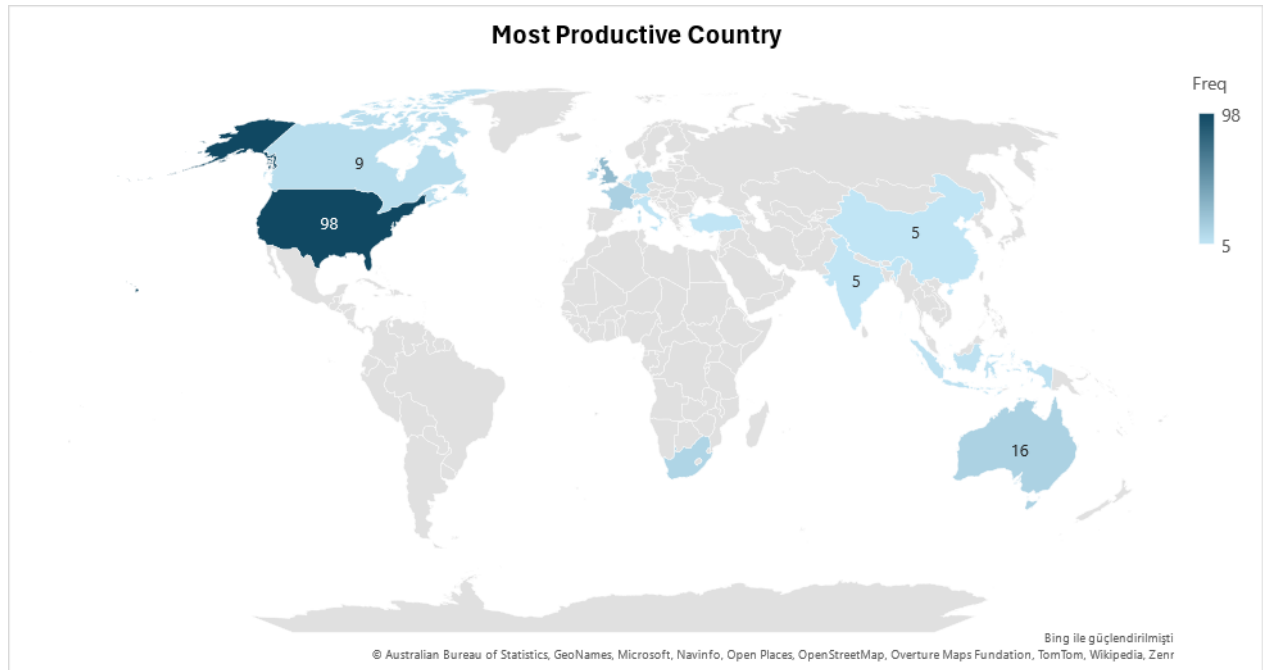 Most Productive Country
Freq
98
5
9
98
5
5
16
Bing ile güçlendirilmişti
© Australian Bureau of Statistics, GeoNames, Microsoft, Navinfo, Open Places, OpenStreetMap, Overture Maps Fundation, TomTom, Wikipedia, Zenr